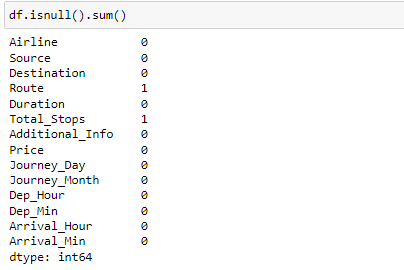 df.isnull().sum()
Airline 0
Source 0
Destination 0
Route 1
Duration 0
Total_Stops 1
Additional_Info 0
Price 0
Journey_Day 0
Journey_Month 0
Dep_Hour 0
Dep_Min 0
Arrival_Hour 0
Arrival_Min 0
dtype: int64